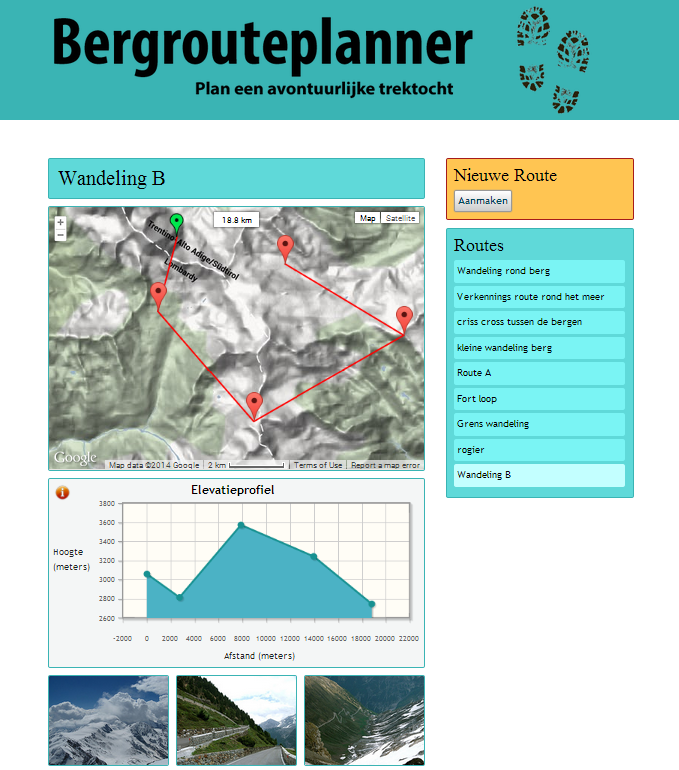 Bergrouteplanner
Plan een avontuurlijke trektocht
Wandeling B
+
−
18.8 km
Map
Satellite
Trentino-Alto Adige/Südtirol
Lombardy
Google
Map data ©2014 Google
2 km
Terms of Use
Report a map error
Elevatieprofiel
Hoogte
(meters)
3800
3600
3400
3200
3000
2800
2600
-2000 0 2000 4000 6000 8000 10000 12000 14000 16000 18000 20000 22000
Afstand (meters)
Nieuwe Route
Aanmaken
Routes
Wandeling rond berg
Verkennings route rond het meer
criss cross tussen de bergen
kleine wandeling berg
Route A
Fort loop
Grens wandeling
rogier
Wandeling B